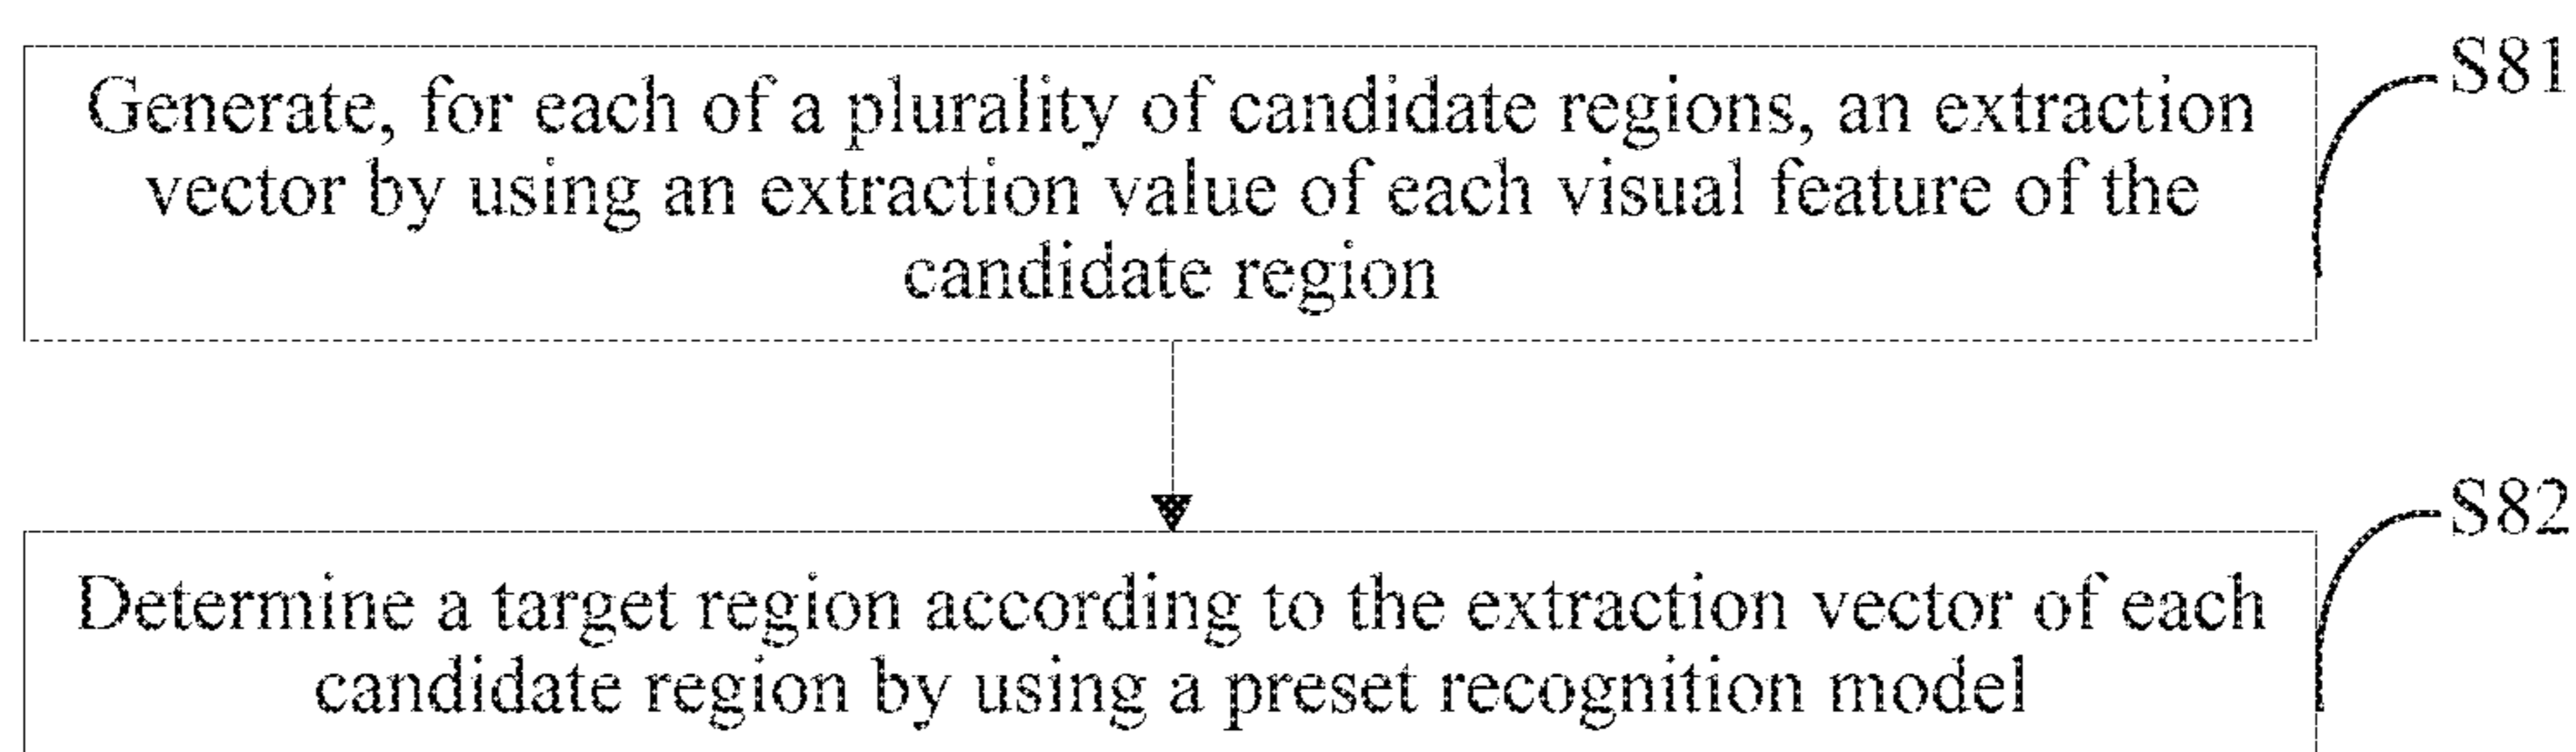 Generate, for each of a plurality of candidate regions, an extraction
vector by using an extraction value of each visual feature of the
candidate region
S81
Determine a target region according to the extraction vector of each
candidate region by using a preset recognition model
S82